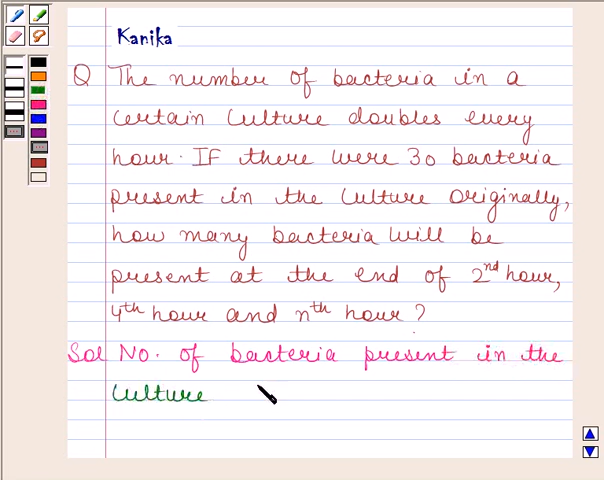 Kanika
Q The number of bacteria in a
certain culture doubles every
hour. IF there were 30 bacteria
present in the culture originally,
how many bacteria will be
present at the end of 2nd hour,
4th hour and nth hour?
Sol No. of bacteria present in the
culture